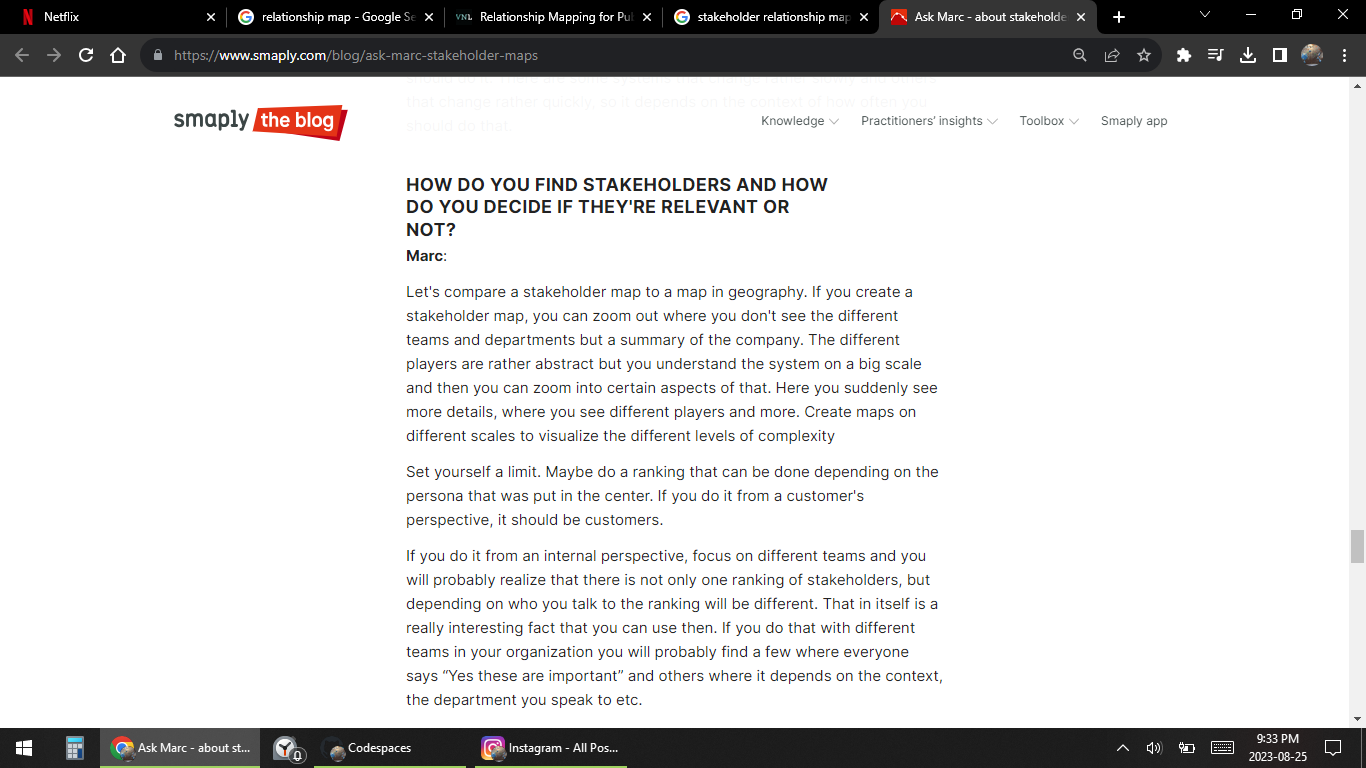 Netflix
relationship map - Google Se
VNL Relationship Mapping for Pul
stakeholder relationship map
Ask Marc - about stakeholde
https://www.smaply.com/blog/ask-marc-stakeholder-maps
that change rather quickly, so it depends on the context of how often you
should do that.
smaply the blog
Knowledge
Practitioners' insights
Toolbox
Smaply app
HOW DO YOU FIND STAKEHOLDERS AND HOW
DO YOU DECIDE IF THEY'RE RELEVANT OR
NOT?
Marc:
Let's compare a stakeholder map to a map in geography. If you create a
stakeholder map, you can zoom out where you don't see the different
teams and departments but a summary of the company. The different
players are rather abstract but you understand the system on a big scale
and then you can zoom into certain aspects of that. Here you suddenly see
more details, where you see different players and more. Create maps on
different scales to visualize the different levels of complexity
Set yourself a limit. Maybe do a ranking that can be done depending on the
persona that was put in the center. If you do it from a customer's
perspective, it should be customers.
If you do it from an internal perspective, focus on different teams and you
will probably realize that there is not only one ranking of stakeholders, but
depending on who you talk to the ranking will be different. That in itself is a
really interesting fact that you can use then. If you do that with different
teams in your organization you will probably find a few where everyone
says “Yes these are important” and others where it depends on the context,
the department you speak to etc.
Ask Marc - about st...
0
Codespaces
Instagram - All Pos...
9:33 PM
2023-08-25